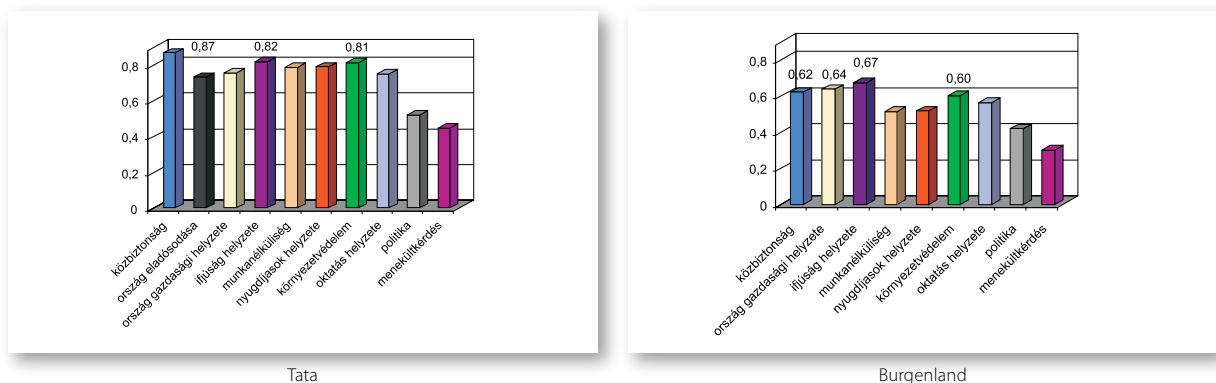 0,87
0,82
0,81
0,8
0,6
0,4
0,2
0
közbiztonság
ország eladósodása
ország gazdasági helyzete
ifjúság helyzete
munkanélküliség
nyugdíjasok helyzete
környezetvédelem
oktatás helyzete
politika
menekültkérdés
Tata
0,62
0,64
0,67
0,60
0,8
0,6
0,4
0,2
0
közbiztonság
ország gazdasági helyzete
ifjúság helyzete
munkanélküliség
nyugdíjasok helyzete
környezetvédelem
oktatás helyzete
politika
menekültkérdés
Burgenland